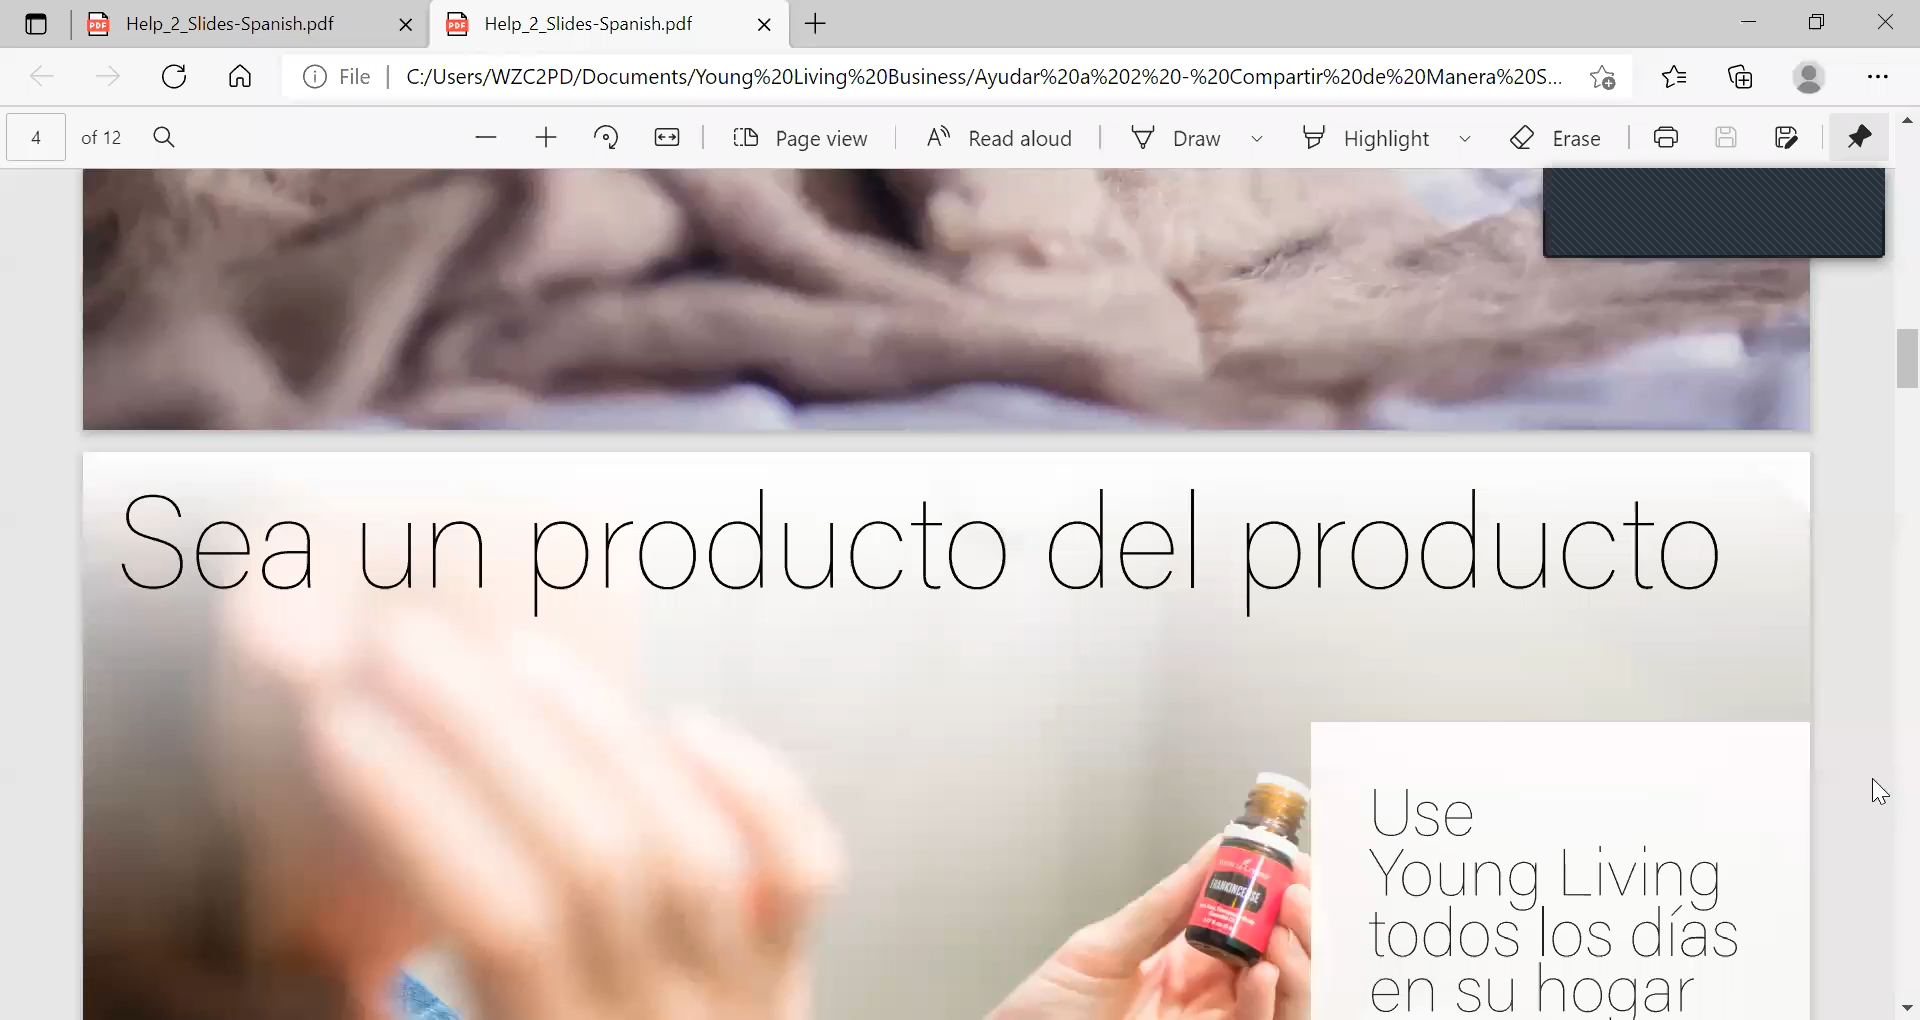 Help_2_Slides-Spanish.pdf
Help_2_Slides-Spanish.pdf
File
C:/Users/WZC2PD/Documents/Young%20Living%20Business/Ayudar%20a%202%20-%20Compartir%20de%20Manera%20S...
4 of 12
Page view
Read aloud
Draw
Highlight
Erase
Sea un producto del producto
FRANKINCENSE
Use
Young Living
todos los días
en su hogar